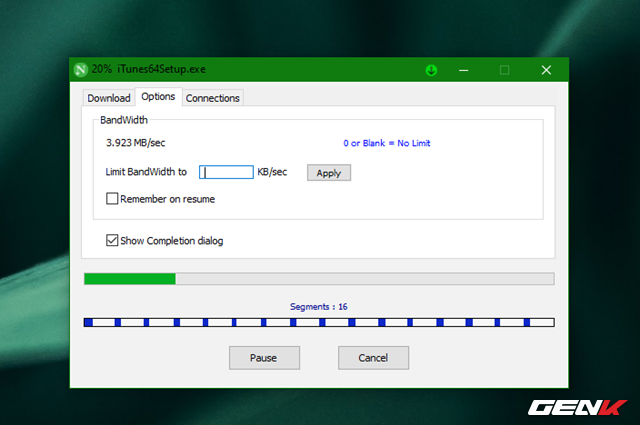 20% iTunes64Setup.exe
Download Options Connections
BandWidth
3.923 MB/sec 0 or Blank = No Limit
Limit BandWidth to KB/sec Apply
Remember on resume
Show Completion dialog
Segments : 16
Pause Cancel
GENK